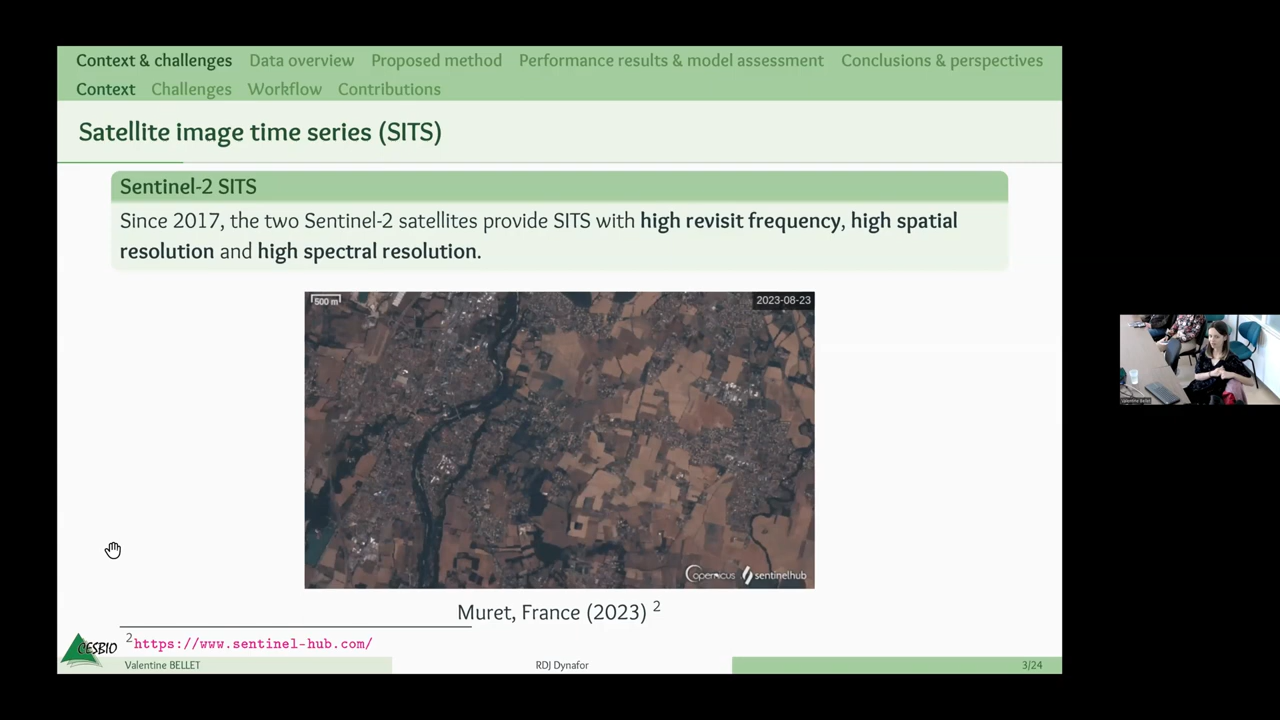 Context & challenges Data overview Proposed method Performance results & model assessment Conclusions & perspectives
Context Challenges Workflow Contributions
Satellite image time series (SITS)
Sentinel-2 SITS
Since 2017, the two Sentinel-2 satellites provide SITS with high revisit frequency, high spatial
resolution and high spectral resolution.
500 m
2023-08-23
Copernicus sentinelhub
Muret, France (2023) 2
2 https://www.sentinel-hub.com/
CESBIO
Valentine BELLET RDJ Dynafor 3/24
Valentine Bellet